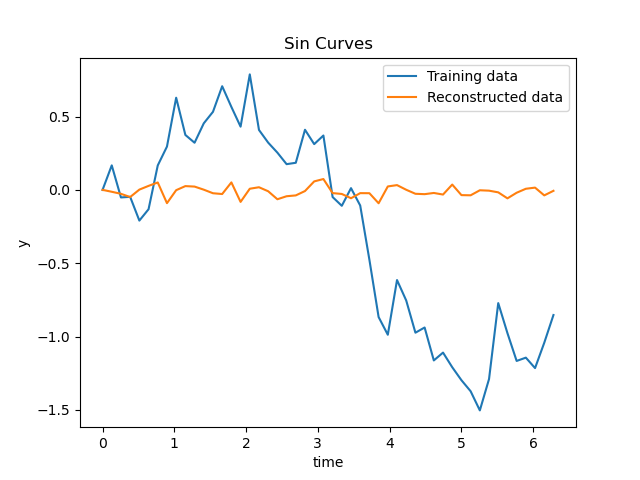 Sin Curves
Training data
Reconstructed data
0.5
0.0
−0.5
−1.0
−1.5
y
0 1 2 3 4 5 6
time